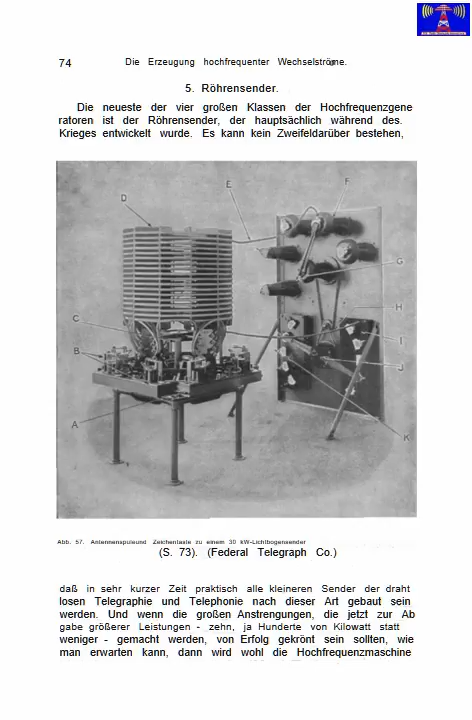 74
Die Erzeugung hochfrequenter Wechselströme.
5. Röhrensender.
Die neueste der vier großen Klassen der Hochfrequenzgene
ratoren ist der Röhrensender, der hauptsächlich während des.
Krieges entwickelt wurde. Es kann kein Zweifeldarüber bestehen,
D
E
F
G
C
H
B
I
J
A
K
Abb. 57. Antennenspuleund Zeichentaste zu einem 30 kW-Lichtbogensender
(S. 73). (Federal Telegraph Co.)
daß in sehr kurzer Zeit praktisch alle kleineren Sender der draht
losen Telegraphie und Telephonie nach dieser Art gebaut sein
werden. Und wenn die großen Anstrengungen, die jetzt zur Ab
gabe größerer Leistungen - zehn, ja Hunderte von Kilowatt statt
weniger - gemacht werden, von Erfolg gekrönt sein sollten, wie
man erwarten kann, dann wird wohl die Hochfrequenzmaschine